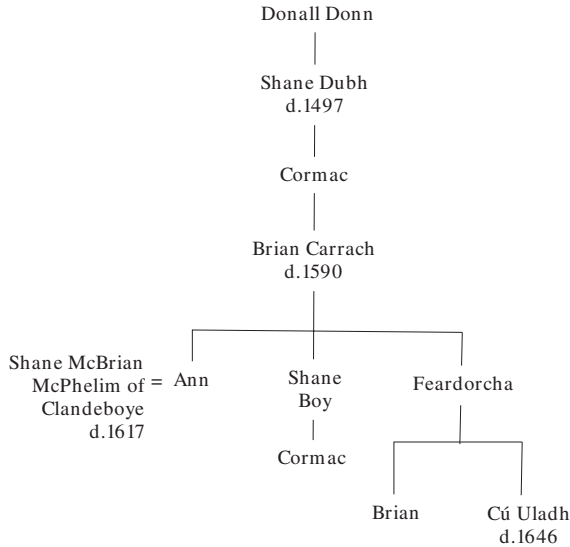 Donall Donn
Shane Dubh
d.1497
Cormac
Brian Carrach
d.1590
Shane McBrian
McPhelim of
Clandeboye
d.1617
= Ann
Shane
Boy
Feardorcha
Cormac
Brian
Cú Uladh
d.1646